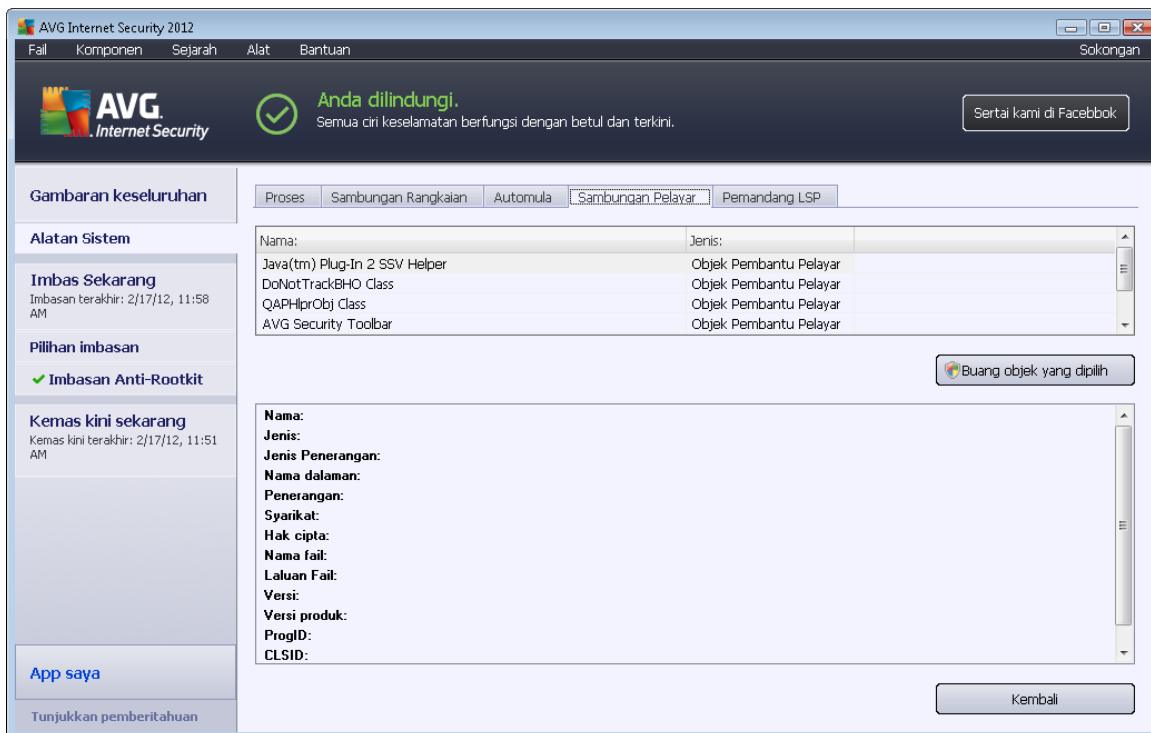 AVG Internet Security 2012
Fail Komponen Sejarah Alat Bantuan Sokongan
AVG.
Internet Security
Anda dilindungi.
Semua ciri keselamatan berfungsi dengan betul dan terkini.
Sertai kami di Facebbok
Gambaran keseluruhan
Alatan Sistem
Imbas Sekarang
Imbasan terakhir: 2/17/12, 11:58
AM
Pilihan imbasan
Imbasan Anti-Rootkit
Kemas kini sekarang
Kemas kini terakhir: 2/17/12, 11:51
AM
App saya
Tunjukkan pemberitahuan
Proses Sambungan Rangkaian Automula Sambungan Pelayar Pemandang LSP
Nama: Jenis:
Java(tm) Plug-In 2 SSV Helper Objek Pembantu Pelayar
DoNotTrackBHO Class Objek Pembantu Pelayar
QAPHlprObj Class Objek Pembantu Pelayar
AVG Security Toolbar Objek Pembantu Pelayar
Buang objek yang dipilih
Nama:
Jenis:
Jenis Penerangan:
Nama dalaman:
Penerangan:
Syarikat:
Hak cipta:
Nama fail:
Laluan Fail:
Versi:
Versi produk:
ProgID:
CLSID:
Kembali